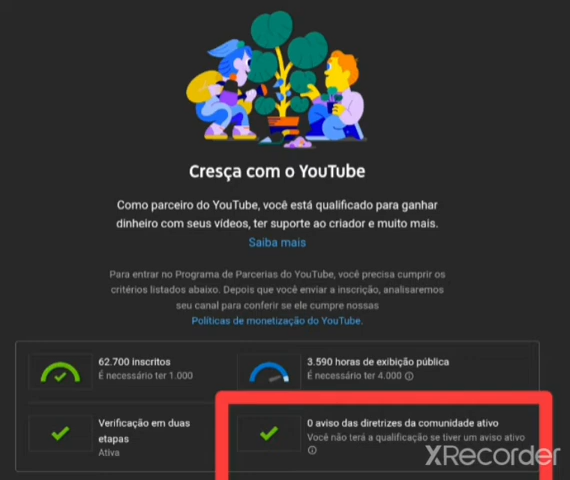 Cresça com o YouTube
Como parceiro do YouTube, você está qualificado para ganhar
dinheiro com seus vídeos, ter suporte ao criador e muito mais.
Saiba mais
Para entrar no Programa de Parcerias do YouTube, você precisa cumprir os
critérios listados abaixo. Depois que você enviar a inscrição, analisaremos
seu canal para conferir se ele cumpre nossas
Políticas de monetização do YouTube.
62.700 inscritos
É necessário ter 1.000
3.590 horas de exibição pública
É necessário ter 4.000
Verificação em duas
etapas
Ativa
0 aviso das diretrizes da comunidade ativo
Você não terá a qualificação se tiver um aviso ativo
XRecorder